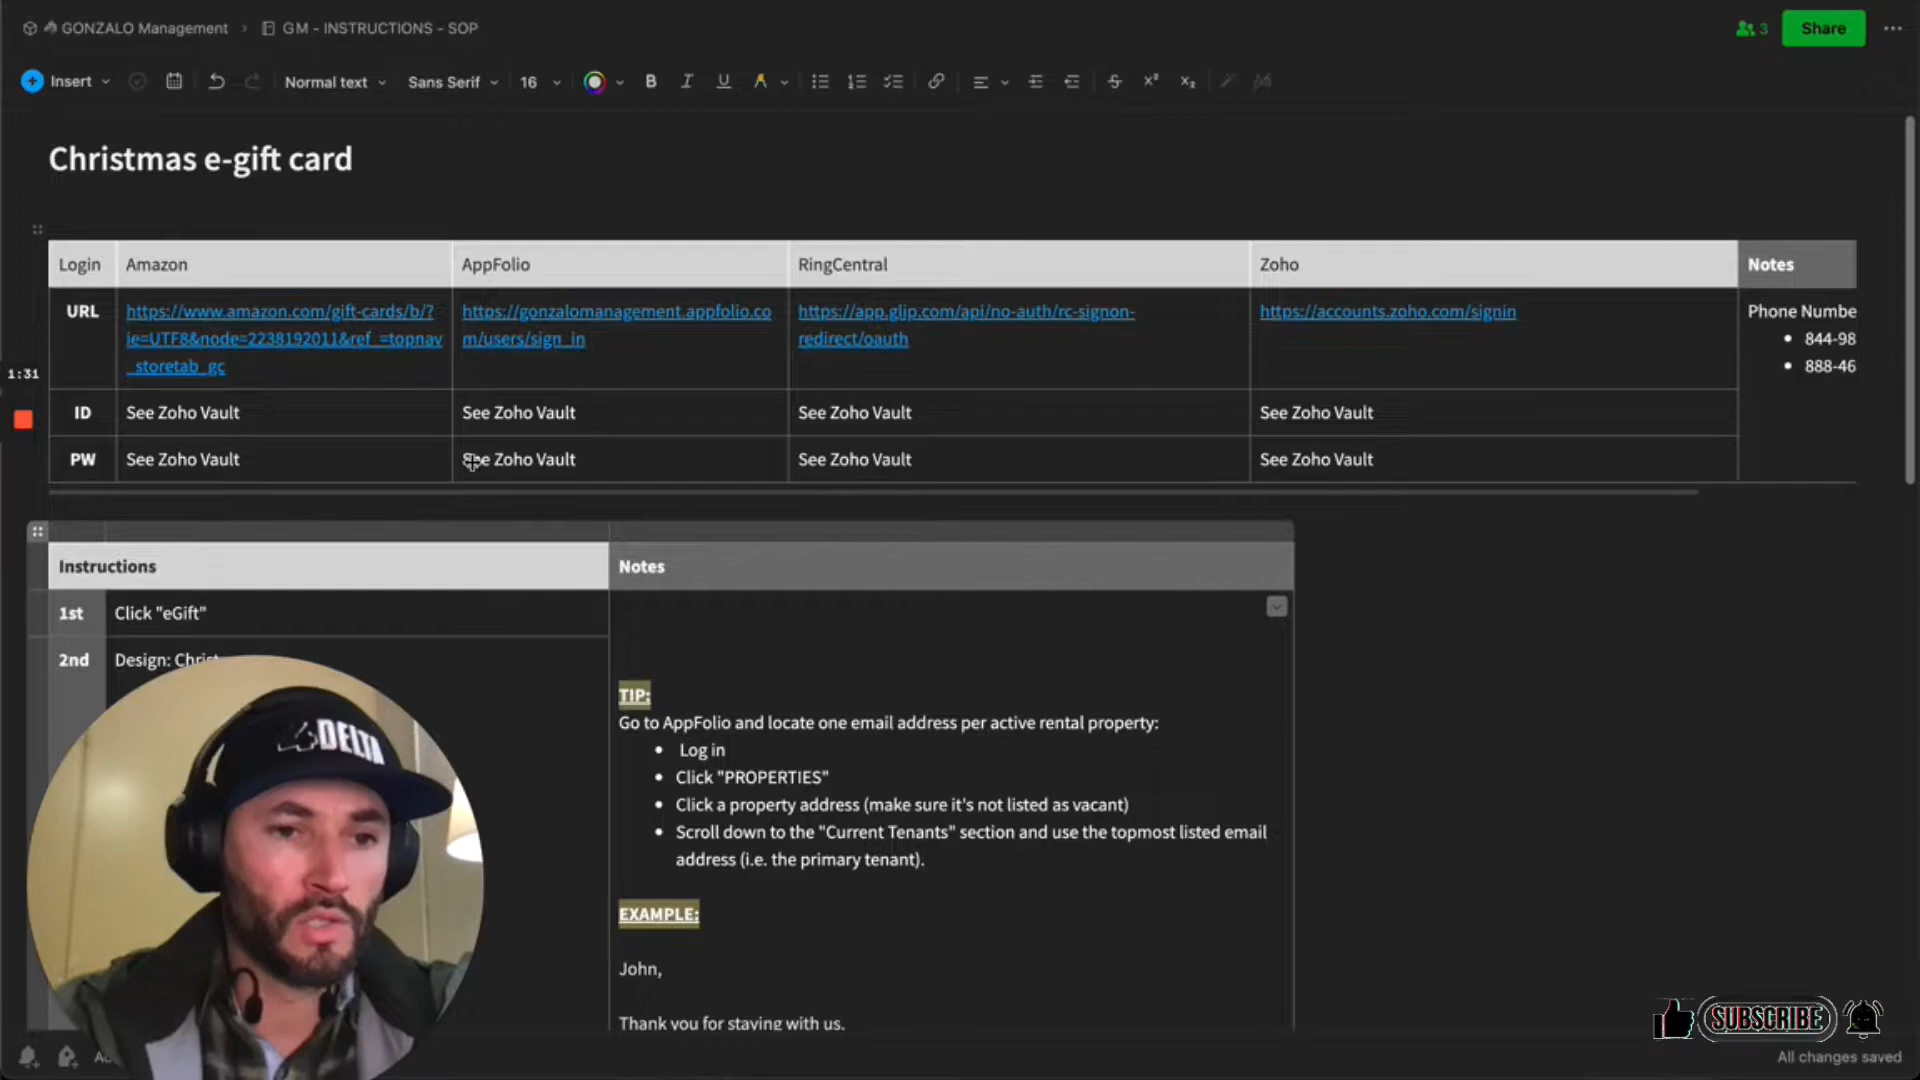 GONZALO Management > GM - INSTRUCTIONS - SOP
3
Share
Insert
Normal text
Sans Serif
16
Christmas e-gift card
Login Amazon AppFolio RingCentral Zoho Notes
URL
https://www.amazon.com/gift-cards/b/?
ie=UTF8&node=2238192011&ref_=topnav
_storetab_gc
https://gonzalomanagement.appfolio.co
m/users/sign_in
https://app.glip.com/api/no-auth/rc-signon-
redirect/oauth
https://accounts.zoho.com/signin
Phone Numbe
• 844-98
• 888-46
1:31
ID See Zoho Vault See Zoho Vault See Zoho Vault See Zoho Vault
PW See Zoho Vault See Zoho Vault See Zoho Vault See Zoho Vault
Instructions Notes
1st Click "eGift"
2nd Design: Christ
TIP:
Go to AppFolio and locate one email address per active rental property:
• Log in
• Click "PROPERTIES"
• Click a property address (make sure it's not listed as vacant)
• Scroll down to the "Current Tenants" section and use the topmost listed email
address (i.e. the primary tenant).
EXAMPLE:
John,
Thank you for staying with us.
4DELTA
SUBSCRIBE
All changes saved